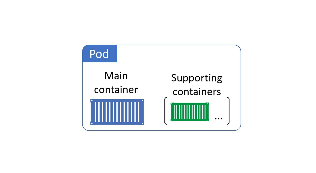 Pod
Main
container
Supporting
containers
...